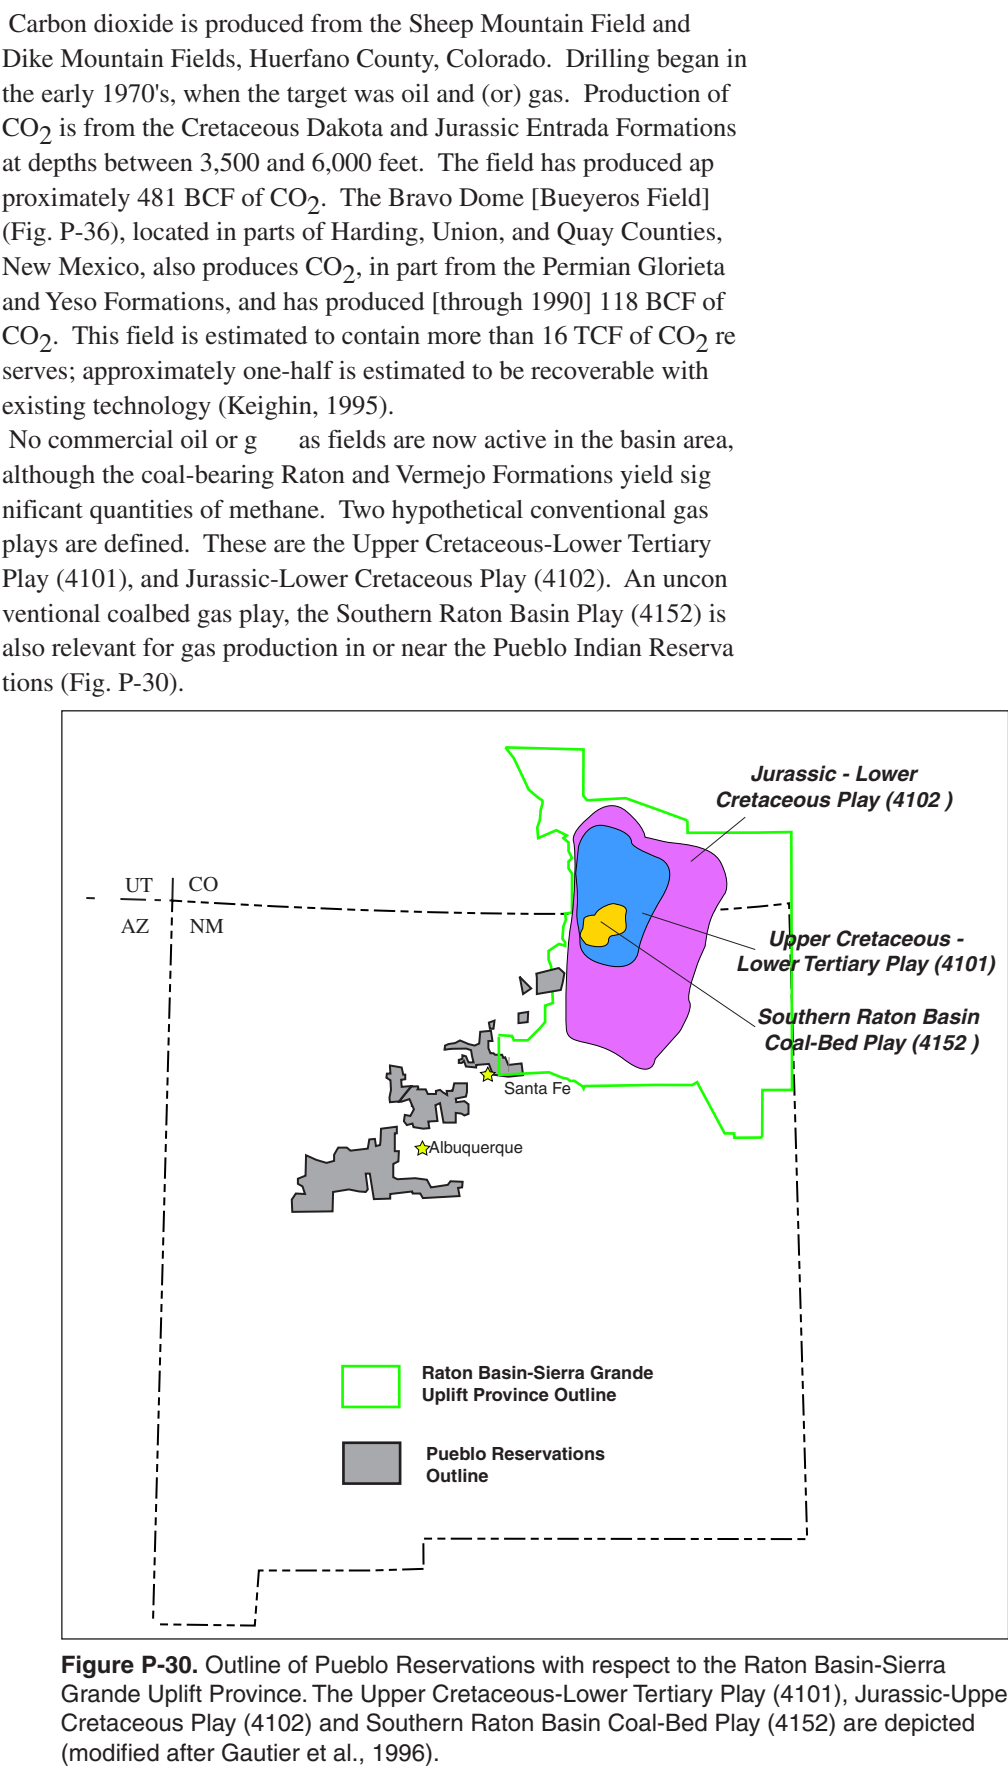 Carbon dioxide is produced from the Sheep Mountain Field and
Dike Mountain Fields, Huerfano County, Colorado.  Drilling began in
the early 1970's, when the target was oil and (or) gas.  Production of
CO2 is from the Cretaceous Dakota and Jurassic Entrada Formations
at depths between 3,500 and 6,000 feet.  The field has produced ap
proximately 481 BCF of CO2.  The Bravo Dome [Bueyeros Field]
(Fig. P-36), located in parts of Harding, Union, and Quay Counties,
New Mexico, also produces CO2, in part from the Permian Glorieta
and Yeso Formations, and has produced [through 1990] 118 BCF of
CO2.  This field is estimated to contain more than 16 TCF of CO2 re
serves; approximately one-half is estimated to be recoverable with
existing technology (Keighin, 1995).
No commercial oil or g as fields are now active in the basin area,
although the coal-bearing Raton and Vermejo Formations yield sig
nificant quantities of methane.  Two hypothetical conventional gas
plays are defined.  These are the Upper Cretaceous-Lower Tertiary
Play (4101), and Jurassic-Lower Cretaceous Play (4102).  An uncon
ventional coalbed gas play, the Southern Raton Basin Play (4152) is
also relevant for gas production in or near the Pueblo Indian Reserva
tions (Fig. P-30).
Jurassic - Lower
Cretaceous Play (4102 )
UT CO
AZ NM
Upper Cretaceous -
Lower Tertiary Play (4101)
Southern Raton Basin
Coal-Bed Play (4152 )
Santa Fe
Albuquerque
Raton Basin-Sierra Grande
Uplift Province Outline
Pueblo Reservations
Outline
Figure P-30. Outline of Pueblo Reservations with respect to the Raton Basin-Sierra
Grande Uplift Province. The Upper Cretaceous-Lower Tertiary Play (4101), Jurassic-Uppe
Cretaceous Play (4102) and Southern Raton Basin Coal-Bed Play (4152) are depicted
(modified after Gautier et al., 1996).